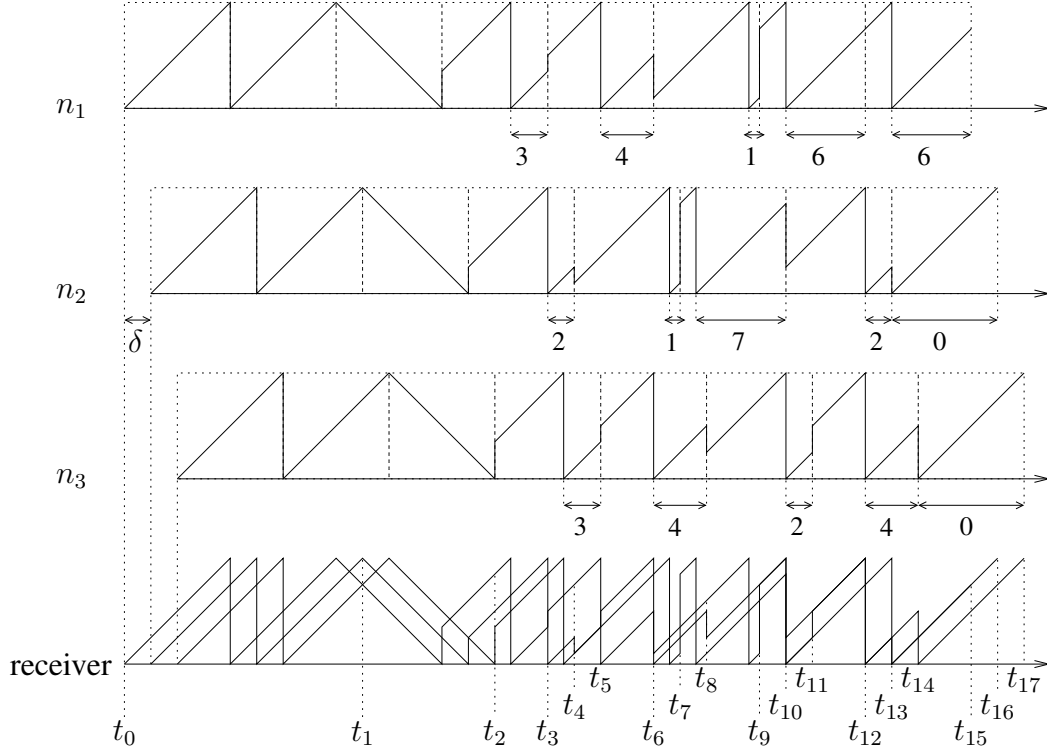 n₁
3 4 1 6 6
n₂
δ 2 1 7 2 0
n₃
3 4 2 4 0
receiver
t₅ t₈ t₁₁ t₁₄ t₁₇
t₄ t₇ t₁₀ t₁₃ t₁₆
t₀ t₁ t₂ t₃ t₆ t₉ t₁₂ t₁₅